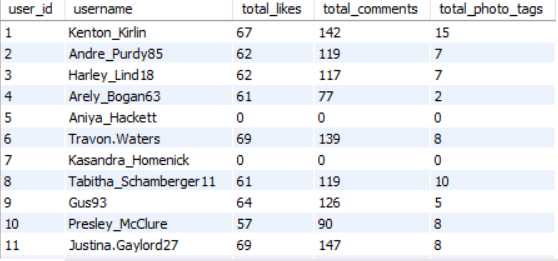 user_id username total_likes total_comments total_photo_tags
1 Kenton_Kirlin 67 142 15
2 Andre_Purdy85 62 119 7
3 Harley_Lind18 62 117 7
4 Arely_Bogan63 61 77 2
5 Aniya_Hackett 0 0 0
6 Travon.Waters 69 139 8
7 Kasandra_Homenick 0 0 0
8 Tabitha_Schamberger11 61 119 10
9 Gus93 64 126 5
10 Presley_McClure 57 90 8
11 Justina.Gaylord27 69 147 8